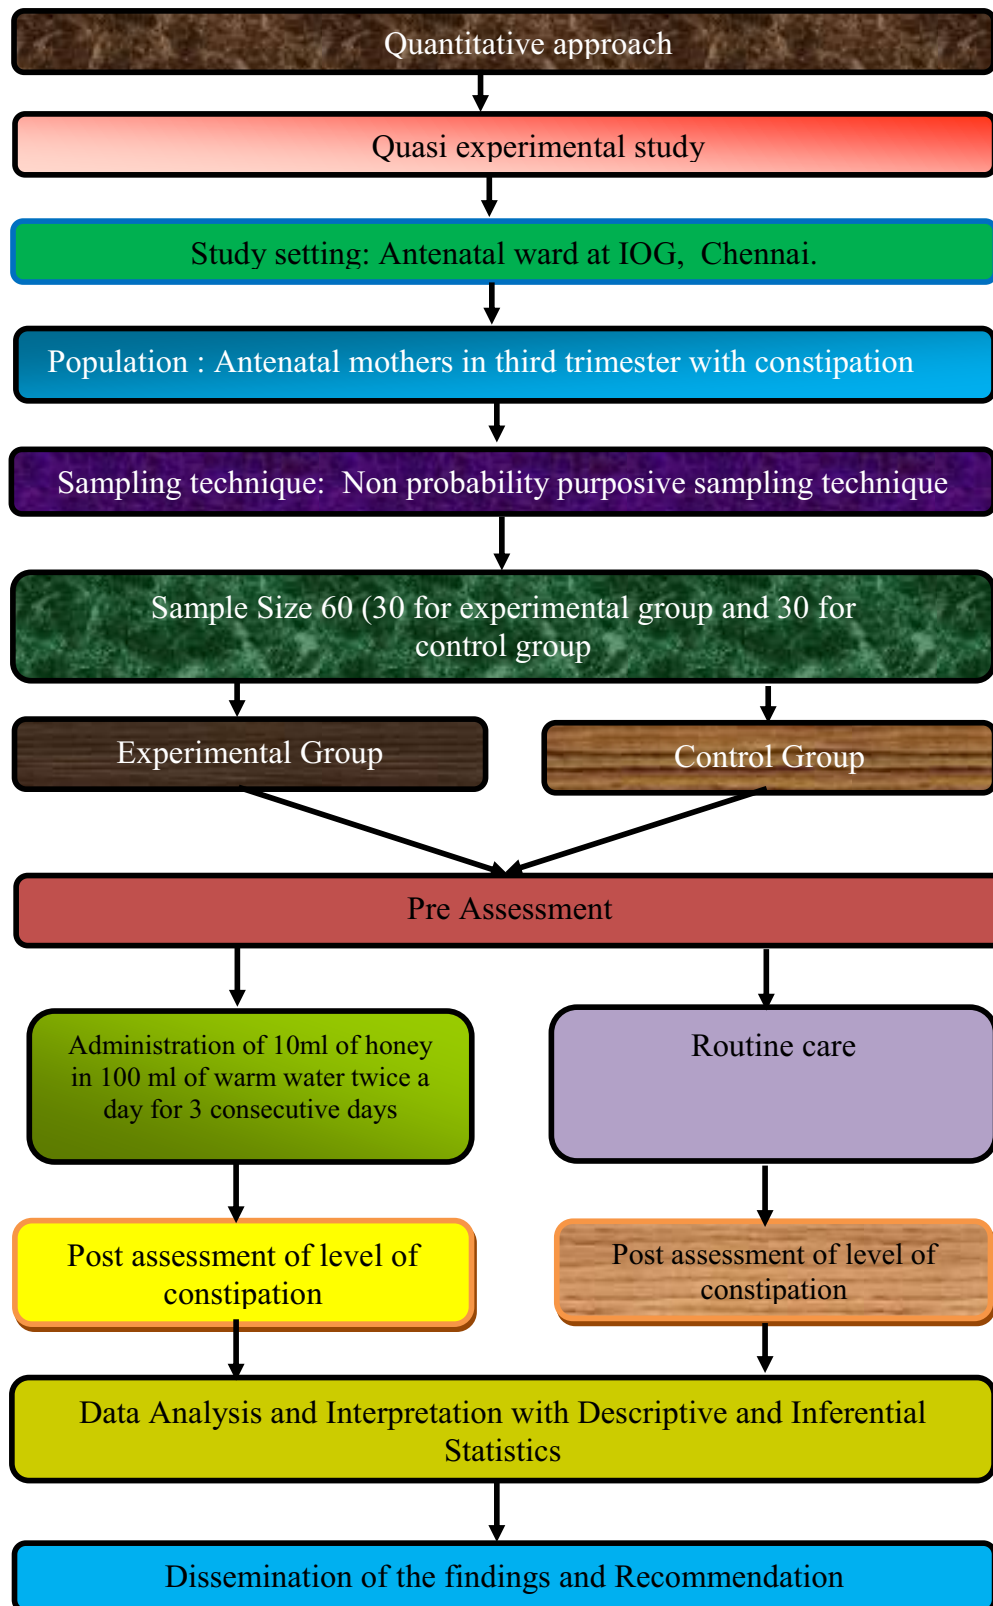 Quantitative approach
Quasi experimental study
Study setting: Antenatal ward at IOG, Chennai.
Population : Antenatal mothers in third trimester with constipation
Sampling technique: Non probability purposive sampling technique
Sample Size 60 (30 for experimental group and 30 for
control group
Experimental Group
Control Group
Pre Assessment
Administration of 10ml of honey
in 100 ml of warm water twice a
day for 3 consecutive days
Routine care
Post assessment of level of
constipation
Post assessment of level of
constipation
Data Analysis and Interpretation with Descriptive and Inferential
Statistics
Dissemination of the findings and Recommendation